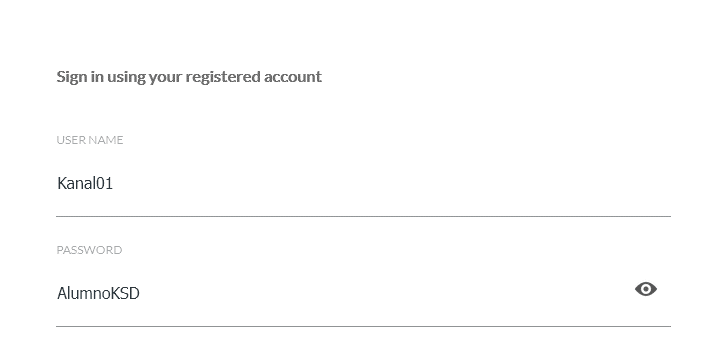 Sign in using your registered account
USER NAME
Kanal01
PASSWORD
AlumnoKSD